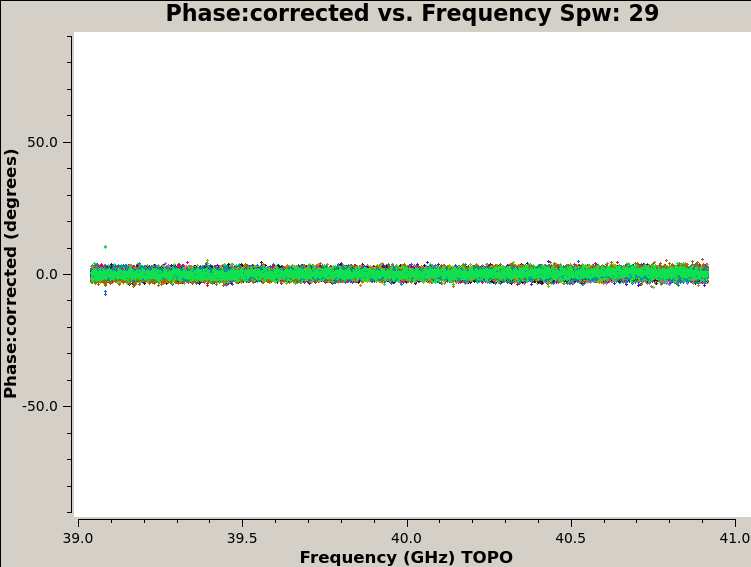 Phase:corrected vs. Frequency Spw: 29
Phase:corrected (degrees)
50.0
0.0
-50.0
39.0 39.5 40.0 40.5 41.0
Frequency (GHz) TOPO